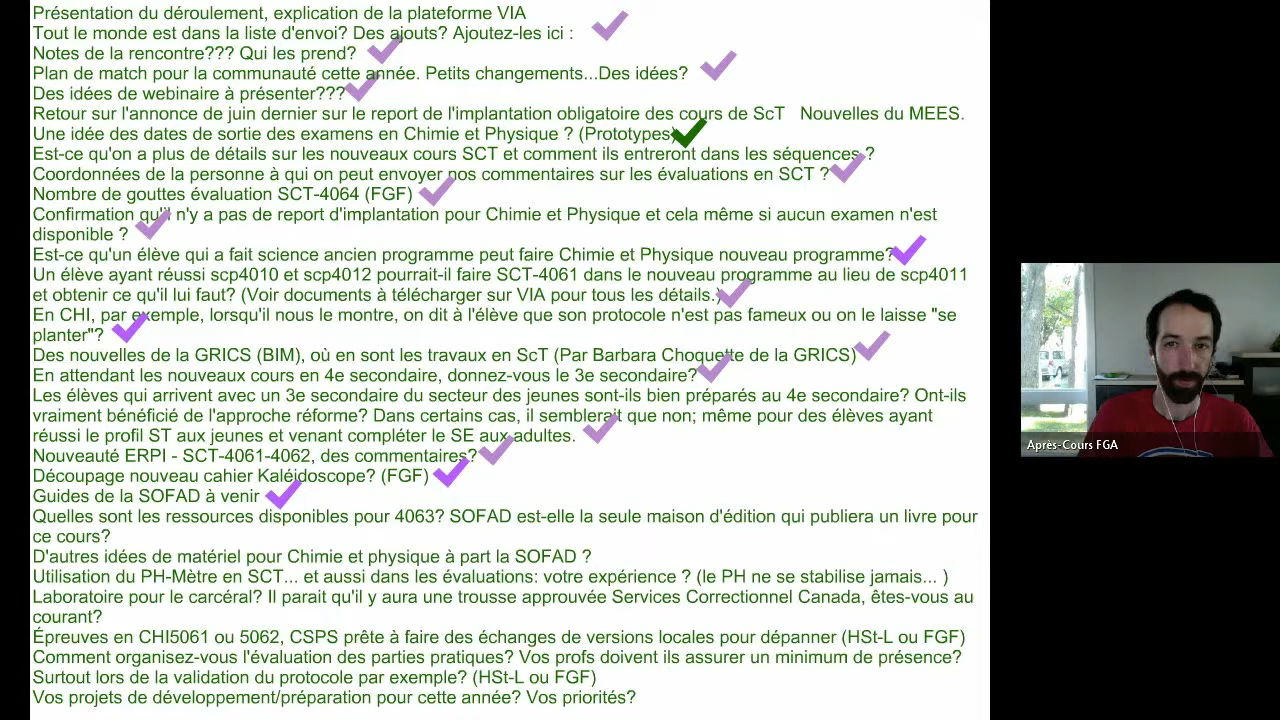 Présentation du déroulement, explication de la plateforme VIA
Tout le monde est dans la liste d'envoi? Des ajouts? Ajoutez-les ici :
Notes de la rencontre??? Qui les prend?
Plan de match pour la communauté cette année. Petits changements...Des idées?
Des idées de webinaire à présenter???
Retour sur l'annonce de juin dernier sur le report de l'implantation obligatoire des cours de ScT   Nouvelles du MEES.
Une idée des dates de sortie des examens en Chimie et Physique ? (Prototypes)
Est-ce qu'on a plus de détails sur les nouveaux cours SCT et comment ils entreront dans les séquences ?
Coordonnées de la personne à qui on peut envoyer nos commentaires sur les évaluations en SCT ?
Nombre de gouttes évaluation SCT-4064 (FGF)
Confirmation qu'il n'y a pas de report d'implantation pour Chimie et Physique et cela même si aucun examen n'est
disponible ?
Est-ce qu'un élève qui a fait science ancien programme peut faire Chimie et Physique nouveau programme?
Un élève ayant réussi scp4010 et scp4012 pourrait-il faire SCT-4061 dans le nouveau programme au lieu de scp4011
et obtenir ce qu'il lui faut? (Voir documents à télécharger sur VIA pour tous les détails.)
En CHI, par exemple, lorsqu'il nous le montre, on dit à l'élève que son protocole n'est pas fameux ou on le laisse "se
planter"?
Des nouvelles de la GRICS (BIM), où en sont les travaux en ScT (Par Barbara Choquette de la GRICS)
En attendant les nouveaux cours en 4e secondaire, donnez-vous le 3e secondaire?
Les élèves qui arrivent avec un 3e secondaire du secteur des jeunes sont-ils bien préparés au 4e secondaire? Ont-ils
vraiment bénéficié de l'approche réforme? Dans certains cas, il semblerait que non; même pour des élèves ayant
réussi le profil ST aux jeunes et venant compléter le SE aux adultes.
Nouveauté ERPI - SCT-4061-4062, des commentaires?
Découpage nouveau cahier Kaléidoscope? (FGF)
Guides de la SOFAD à venir
Quelles sont les ressources disponibles pour 4063? SOFAD est-elle la seule maison d'édition qui publiera un livre pour
ce cours?
D'autres idées de matériel pour Chimie et physique à part la SOFAD ?
Utilisation du PH-Mètre en SCT... et aussi dans les évaluations: votre expérience ? (le PH ne se stabilise jamais... )
Laboratoire pour le carcéral? Il parait qu'il y aura une trousse approuvée Services Correctionnel Canada, êtes-vous au
courant?
Épreuves en CHI5061 ou 5062, CSPS prête à faire des échanges de versions locales pour dépanner (HSt-L ou FGF)
Comment organisez-vous l'évaluation des parties pratiques? Vos profs doivent ils assurer un minimum de présence?
Surtout lors de la validation du protocole par exemple? (HSt-L ou FGF)
Vos projets de développement/préparation pour cette année? Vos priorités?
Après-Cours FGA